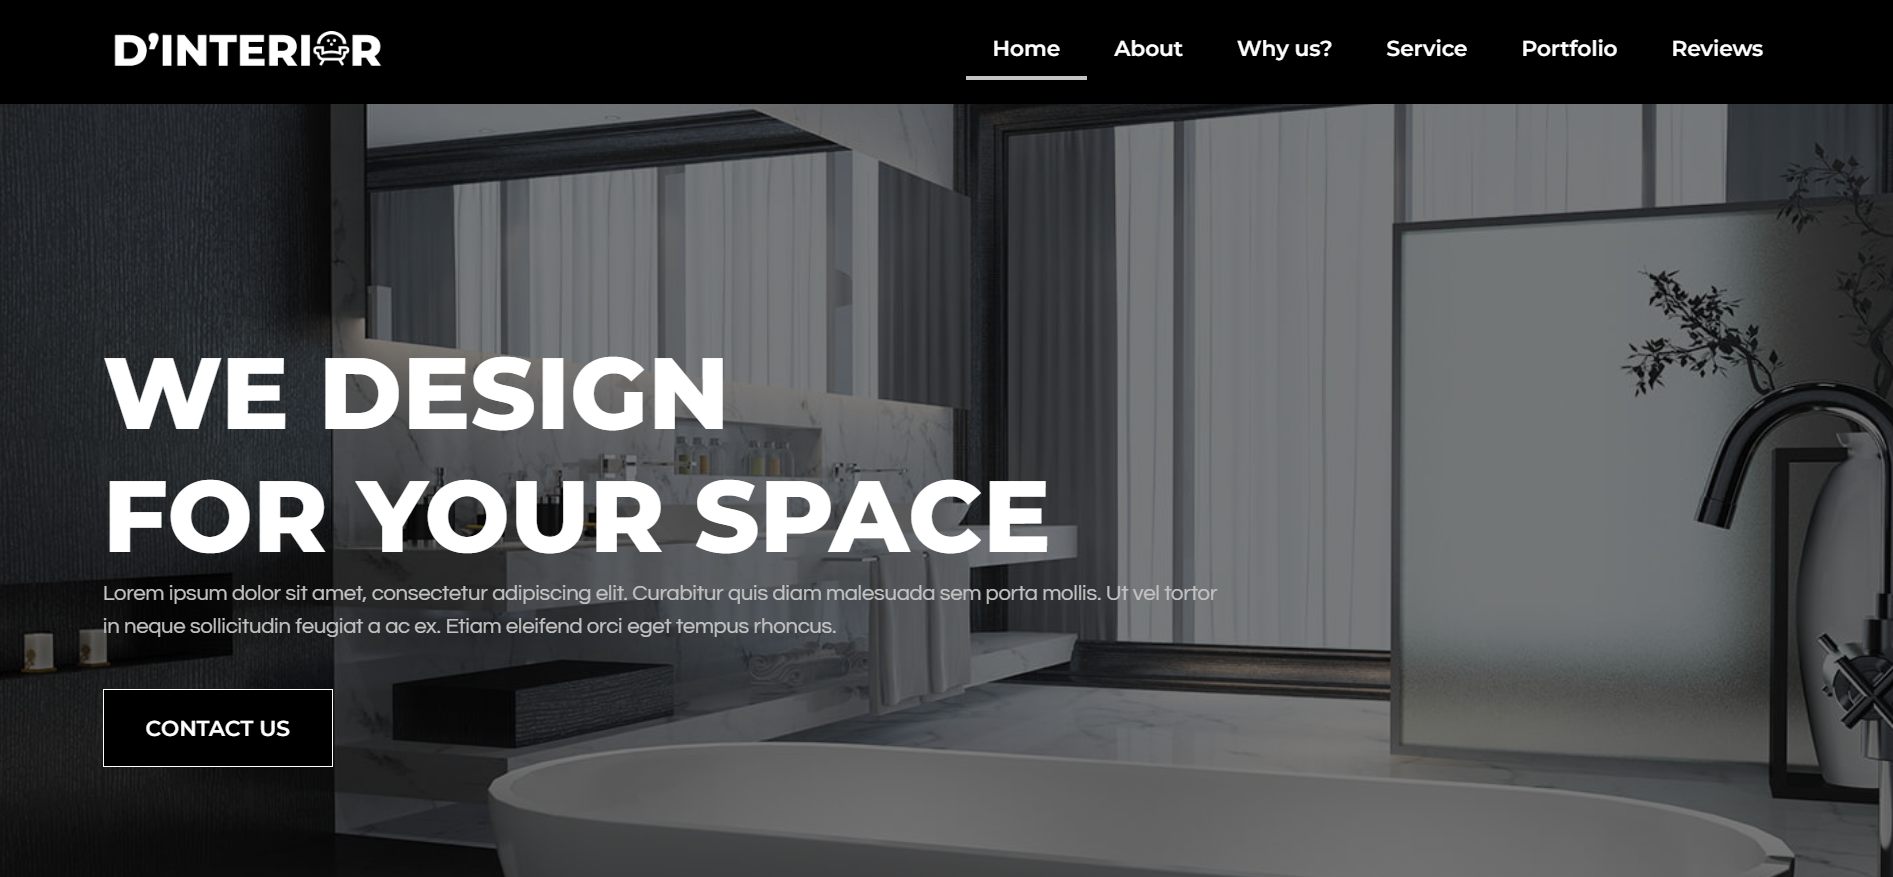 D'INTERIOR
Home About Why us? Service Portfolio Reviews
WE DESIGN
FOR YOUR SPACE
Lorem ipsum dolor sit amet, consectetur adipiscing elit. Curabitur quis diam malesuada sem porta mollis. Ut vel tortor
in neque sollicitudin feugiat a ac ex. Etiam eleifend orci eget tempus rhoncus.
CONTACT US